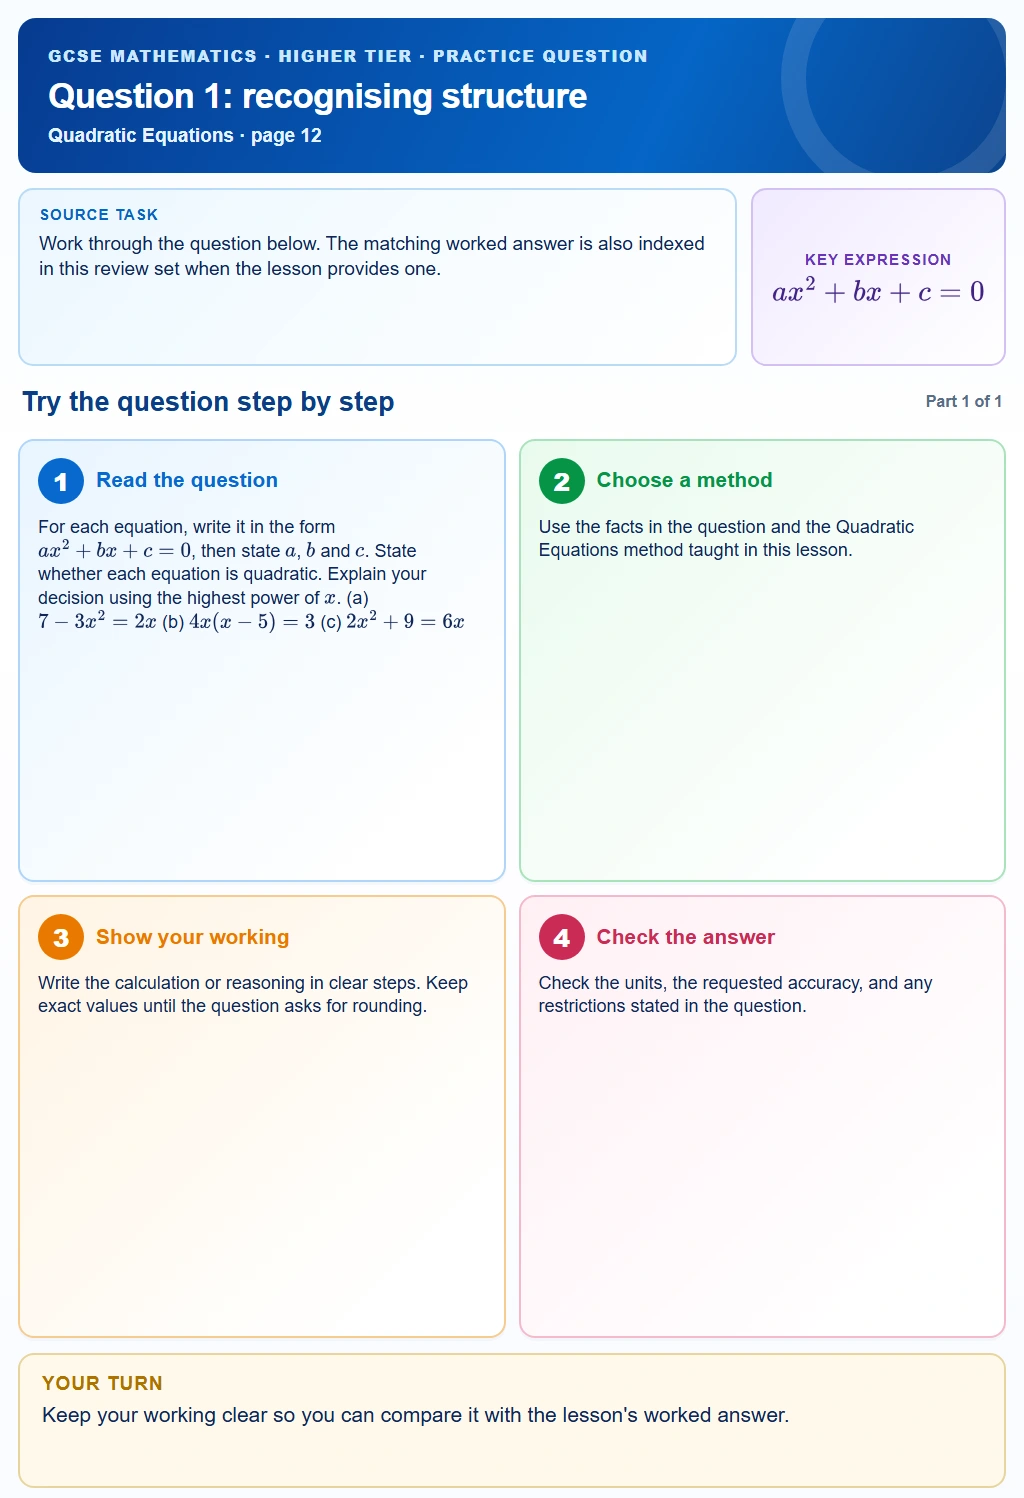 GCSE MATHEMATICS · HIGHER TIER · PRACTICE QUESTION
Question 1: recognising structure
Quadratic Equations · page 12
SOURCE TASK
Work through the question below. The matching worked answer is also indexed
in this review set when the lesson provides one.
KEY EXPRESSION
ax² + bx + c = 0
Try the question step by step
Part 1 of 1
1 Read the question
For each equation, write it in the form
ax² + bx + c = 0, then state a, b and c. State
whether each equation is quadratic. Explain your
decision using the highest power of x. (a)
7 − 3x² = 2x (b) 4x(x − 5) = 3 (c) 2x² + 9 = 6x
2 Choose a method
Use the facts in the question and the Quadratic
Equations method taught in this lesson.
3 Show your working
Write the calculation or reasoning in clear steps. Keep
exact values until the question asks for rounding.
4 Check the answer
Check the units, the requested accuracy, and any
restrictions stated in the question.
YOUR TURN
Keep your working clear so you can compare it with the lesson's worked answer.